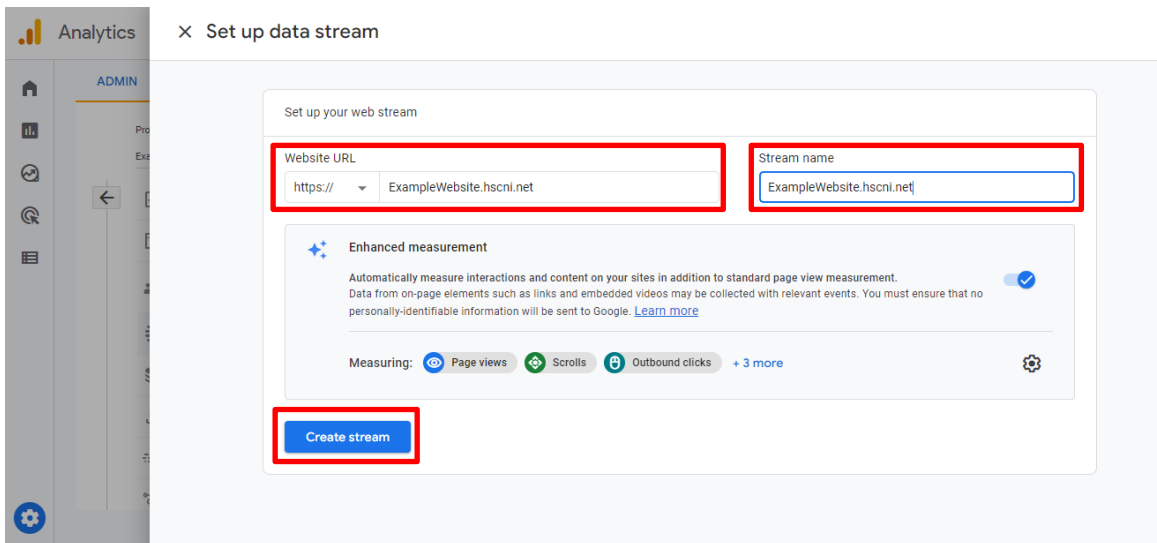 Analytics
Set up data stream
ADMIN
Set up your web stream
Website URL
Stream name
https://
ExampleWebsite.hscni.net
ExampleWebsite.hscni.net
Enhanced measurement
Automatically measure interactions and content on your sites in addition to standard page view measurement.
Data from on-page elements such as links and embedded videos may be collected with relevant events. You must ensure that no
personally-identifiable information will be sent to Google. Learn more
Measuring: Page views Scrolls Outbound clicks + 3 more
Create stream